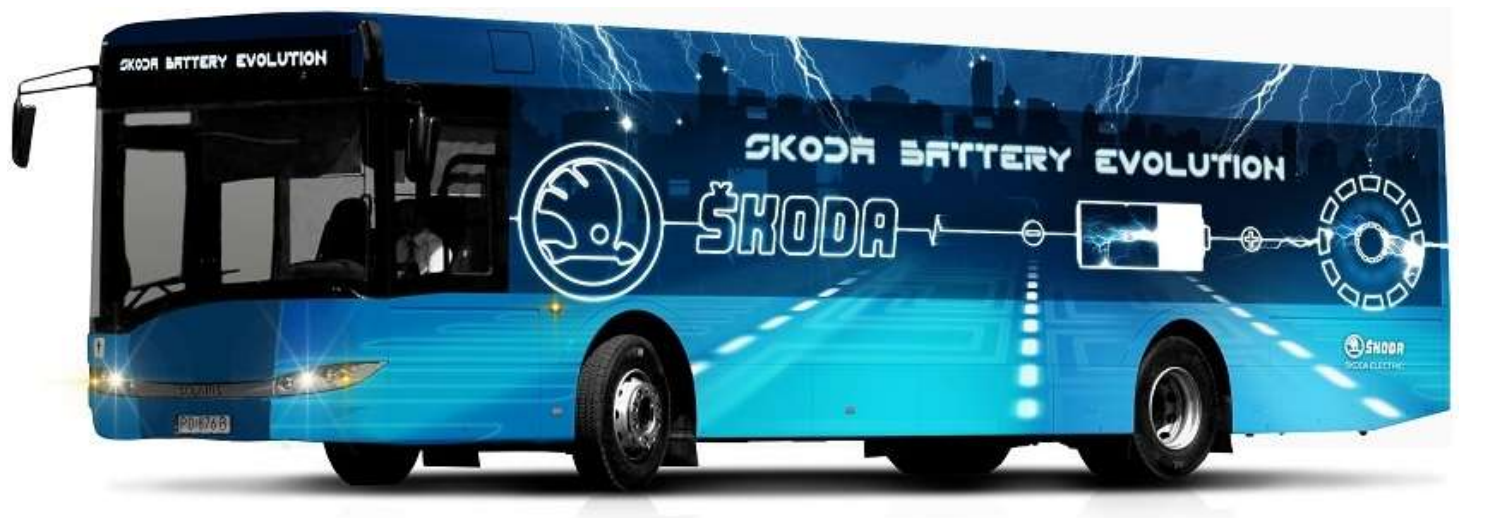 SKODA BATTERY EVOLUTION
SKODA BATTERY EVOLUTION
ŠKODA
ŠKODA
ŠKODA ELECTRIC